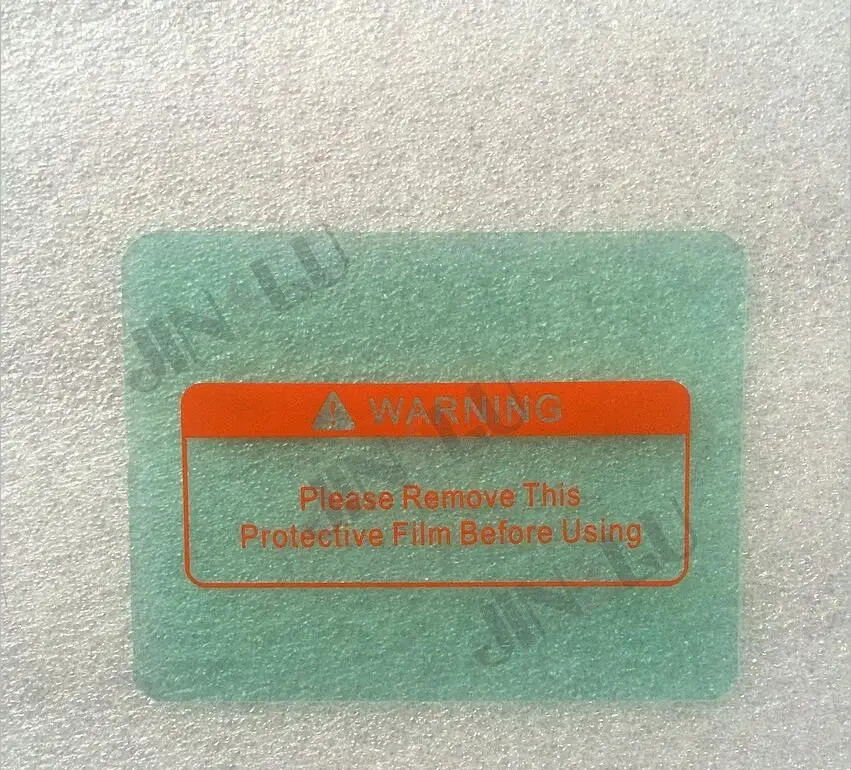 JIN LU
WARNING
JIN LU
Please Remove This
Protective Film Before Using
JIN LU